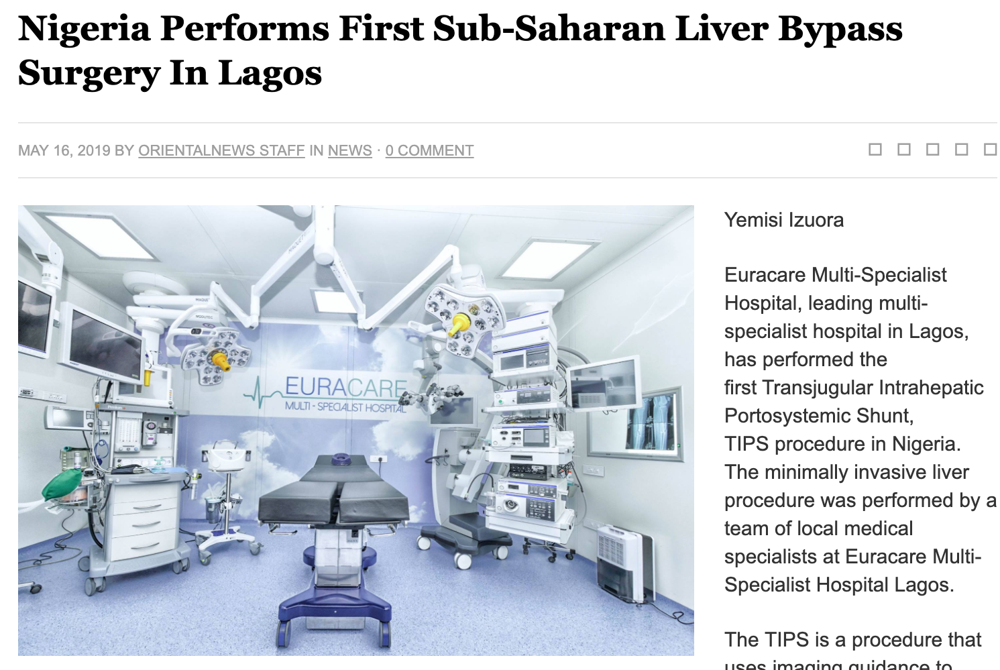 Nigeria Performs First Sub-Saharan Liver Bypass
Surgery In Lagos
MAY 16, 2019 BY ORIENTALNEWS STAFF IN NEWS · 0 COMMENT
MAQUET
MAQUET
MODUTEC
EURACARE
MULTI - SPECIALIST HOSPITAL
Yemisi Izuora
Euracare Multi-Specialist
Hospital, leading multi-
specialist hospital in Lagos,
has performed the
first Transjugular Intrahepatic
Portosystemic Shunt,
TIPS procedure in Nigeria.
The minimally invasive liver
procedure was performed by a
team of local medical
specialists at Euracare Multi-
Specialist Hospital Lagos.
The TIPS is a procedure that
uses imaging guidance to